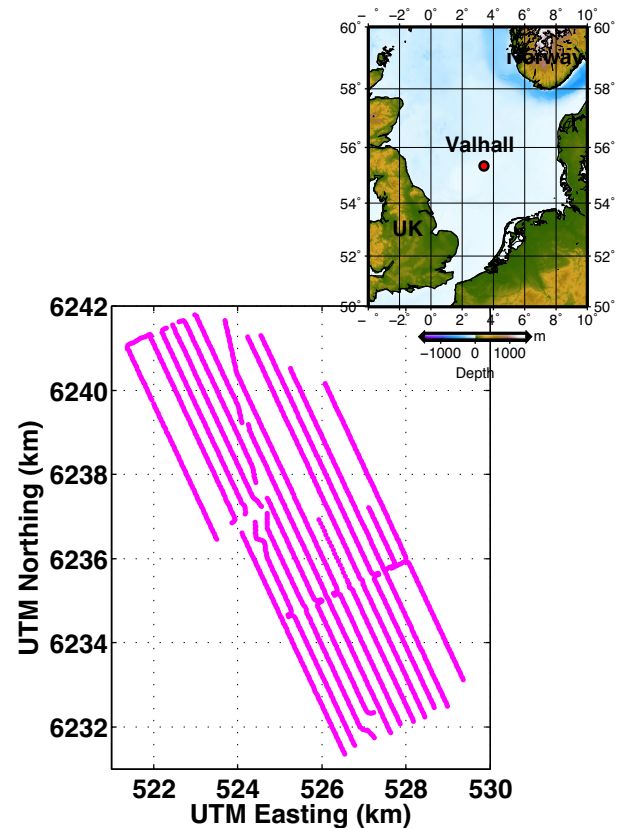 −2° 0° 2° 4° 6° 8° 10°
60° 60°
Norway
58° 58°
Valhall
56° 56°
54° 54°
UK
52° 52°
50° 50°
−2° 0° 2° 4° 6° 8° 10°
−1000 0 1000 m
Depth
6242
6240
6238
6236
6234
6232
UTM Northing (km)
522 524 526 528 530
UTM Easting (km)